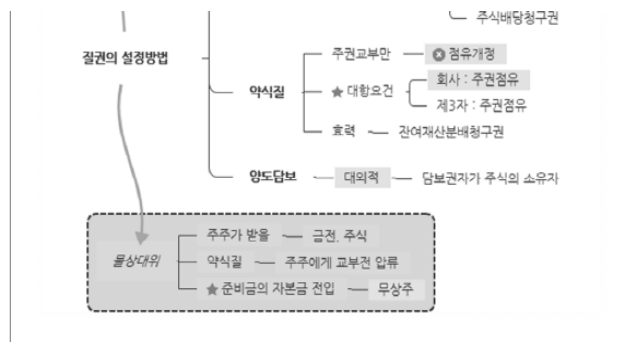 주식배당청구권
질권의 설정방법
주권교부만 점유개정
약식질 대항요건 회사 : 주권점유
제3자 : 주권점유
효력 잔여재산분배청구권
양도담보 대외적 담보권자가 주식의 소유자
주주가 받을 금전, 주식
물상대위 약식질 주주에게 교부전 압류
준비금의 자본금 전입 무상주